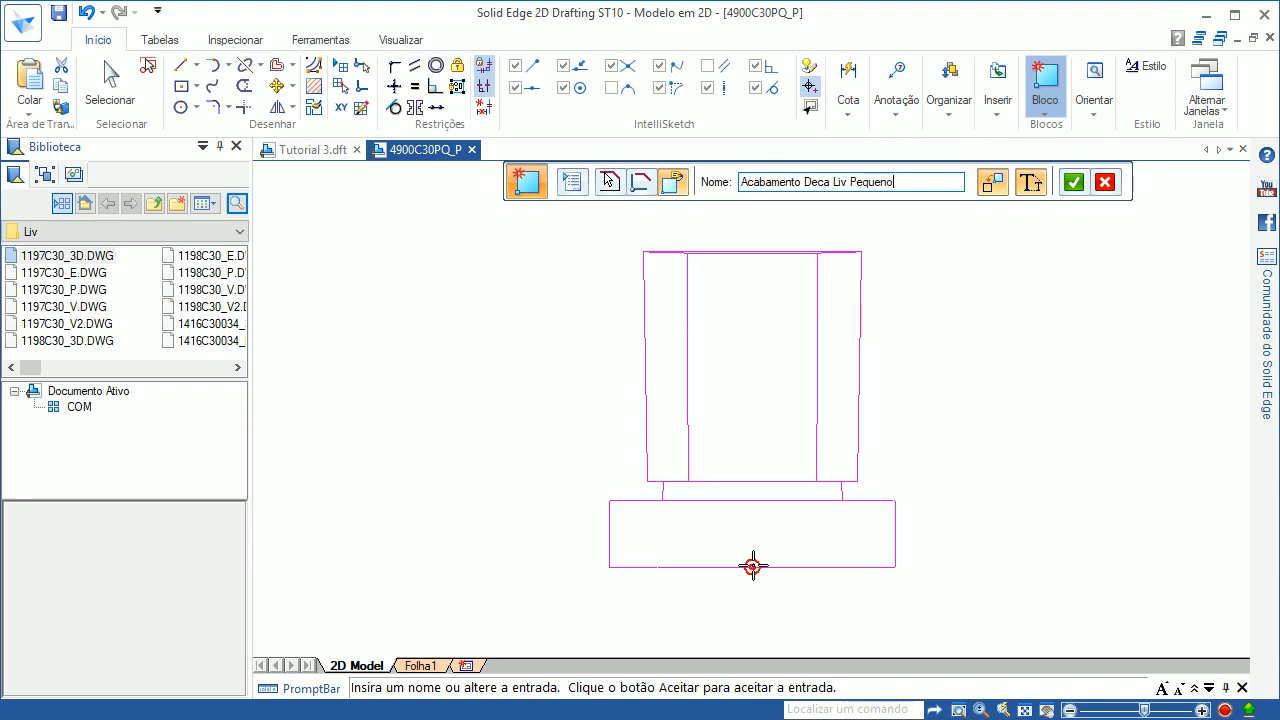 Solid Edge 2D Drafting ST10 - Modelo em 2D - [4900C30PQ_P]
Início
Tabelas
Inspecionar
Ferramentas
Visualizar
Colar
Selecionar
Cota
Anotação
Organizar
Inserir
Bloco
Orientar
Estilo
Alternar
Janelas
Área de Tran...
Selecionar
Desenhar
Restrições
IntelliSketch
Blocos
Estilo
Janela
Biblioteca
Tutorial 3.dft
4900C30PQ_P
Nome: Acabamento Deca Liv Pequeno
Liv
1197C30_3D.DWG
1198C30_E.D
1197C30_E.DWG
1198C30_P.D
1197C30_P.DWG
1198C30_V.D
1197C30_V.DWG
1198C30_V2.D
1197C30_V2.DWG
1416C30034_
1198C30_3D.DWG
1416C30034_
Documento Ativo
COM
You
Tube
Comunidade do Solid Edge
2D Model
Folha1
PromptBar
Insira um nome ou altere a entrada. Clique o botão Aceitar para aceitar a entrada.
Localizar um comando